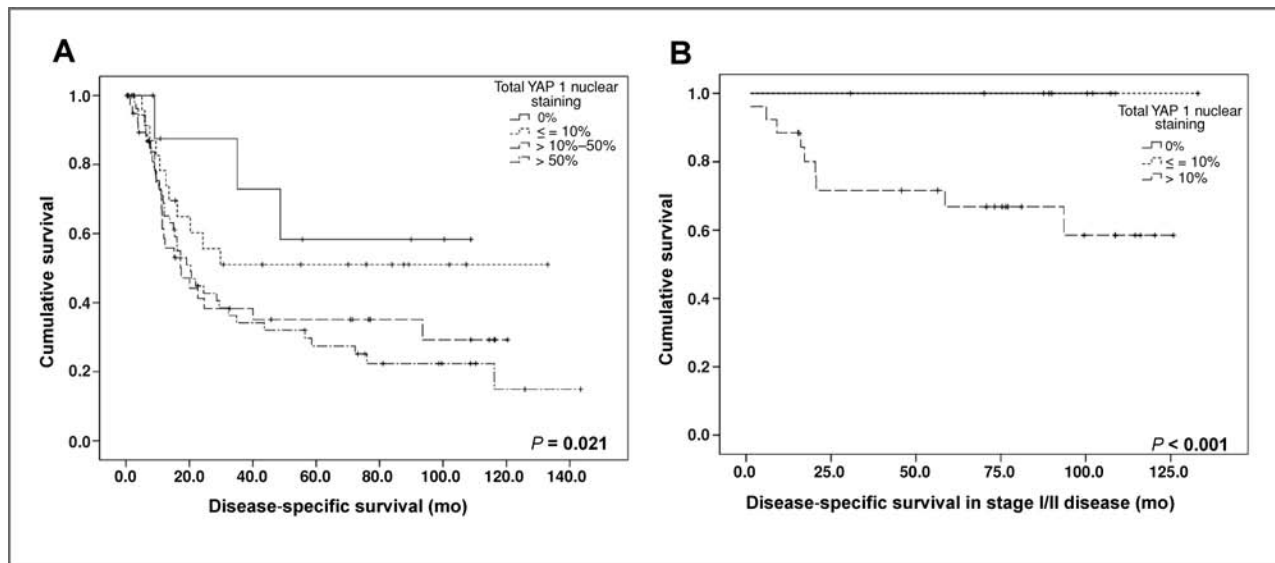 A
Total YAP 1 nuclear
staining
0%
≤ = 10%
> 10%–50%
> 50%
1.0
0.8
0.6
0.4
0.2
0.0
Cumulative survival
P = 0.021
0.0 20.0 40.0 60.0 80.0 100.0 120.0 140.0
Disease-specific survival (mo)
B
Total YAP 1 nuclear
staining
0%
≤ = 10%
> 10%
1.0
0.8
0.6
0.4
0.2
0.0
Cumulative survival
P < 0.001
0.0 25.0 50.0 75.0 100.0 125.0
Disease-specific survival in stage I/II disease (mo)